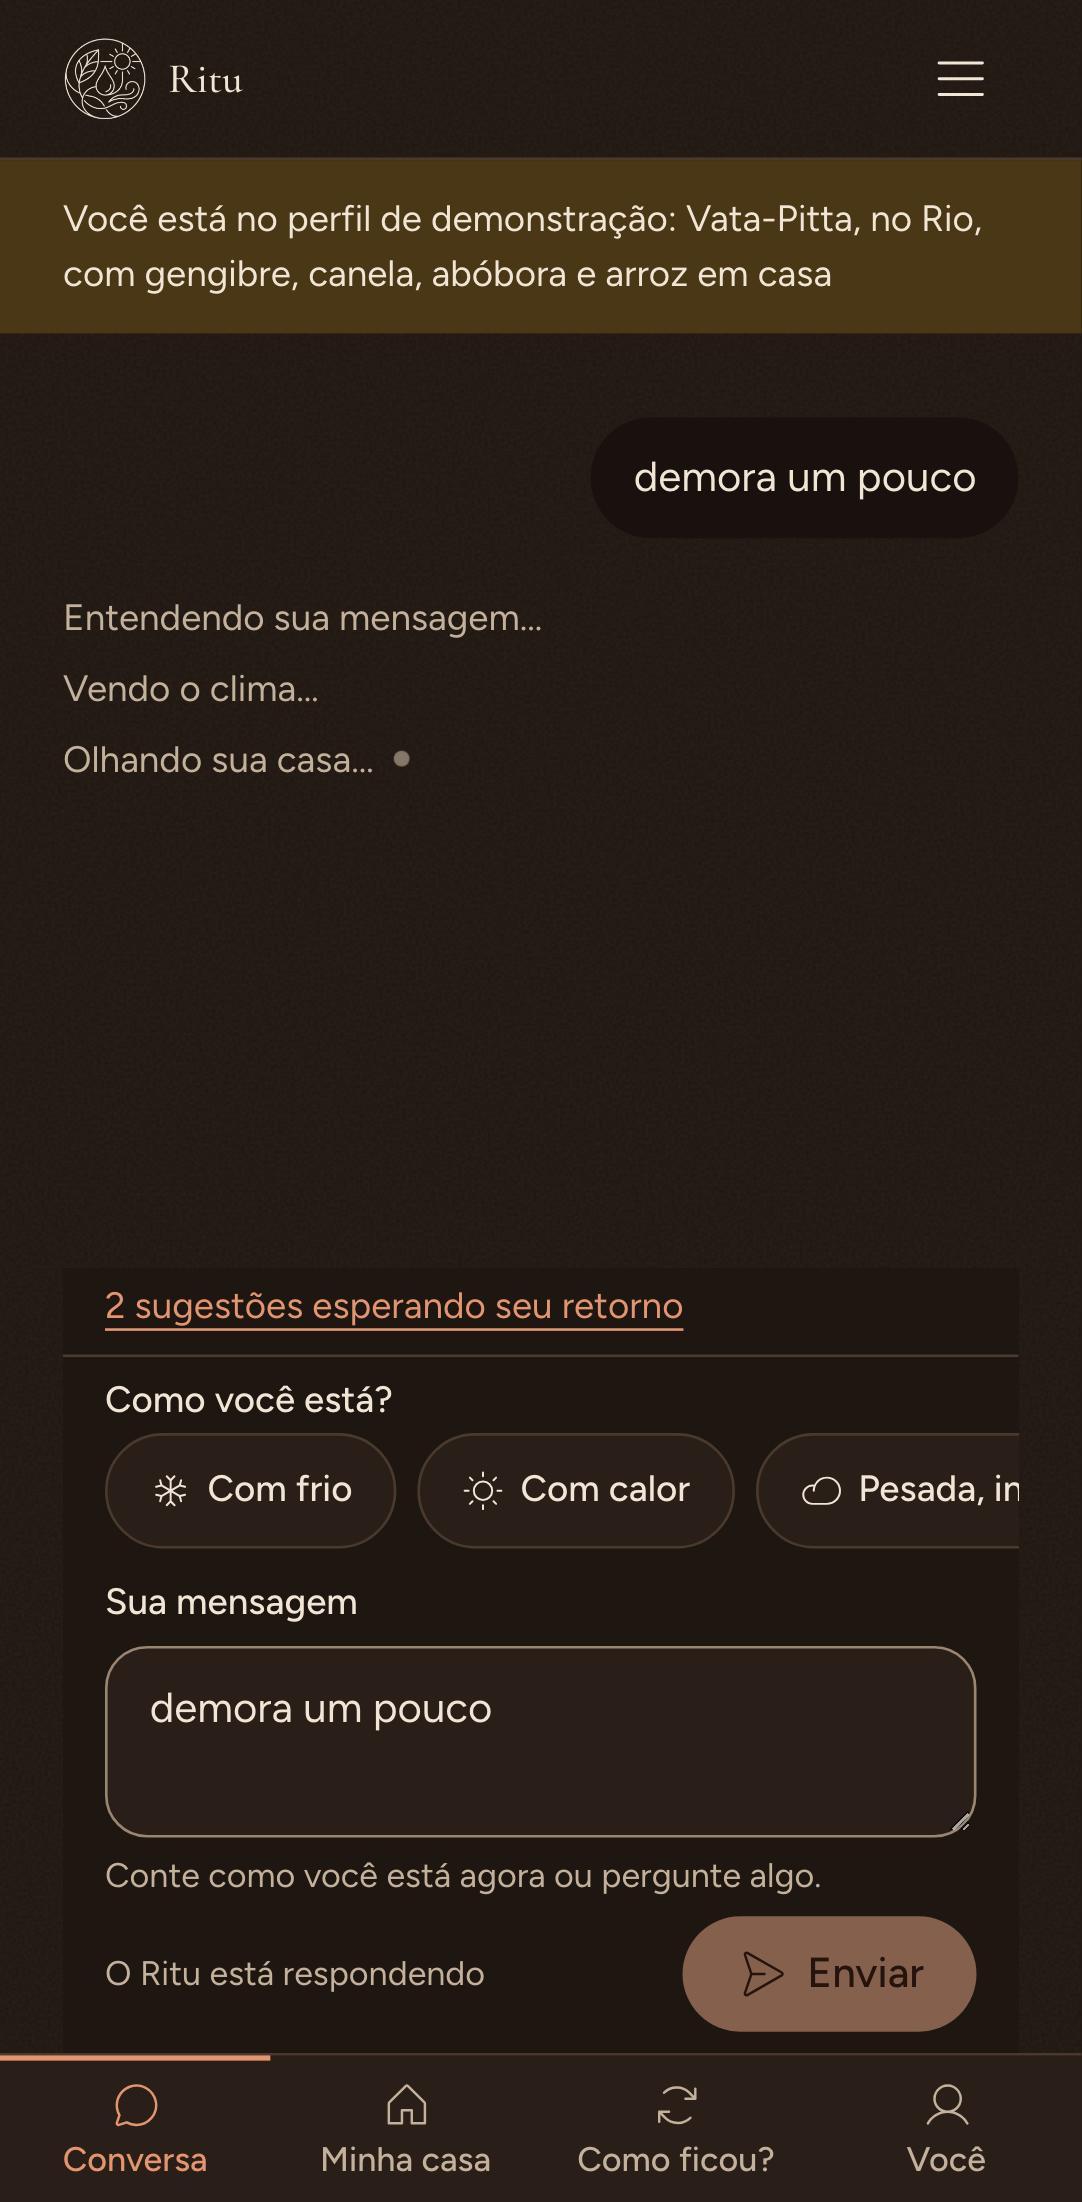 Ritu
Você está no perfil de demonstração: Vata-Pitta, no Rio,
com gengibre, canela, abóbora e arroz em casa
demora um pouco
Entendendo sua mensagem...
Vendo o clima...
Olhando sua casa...
2 sugestões esperando seu retorno
Como você está?
Com frio
Com calor
Pesada, in
Sua mensagem
demora um pouco
Conte como você está agora ou pergunte algo.
O Ritu está respondendo
Enviar
Conversa
Minha casa
Como ficou?
Você